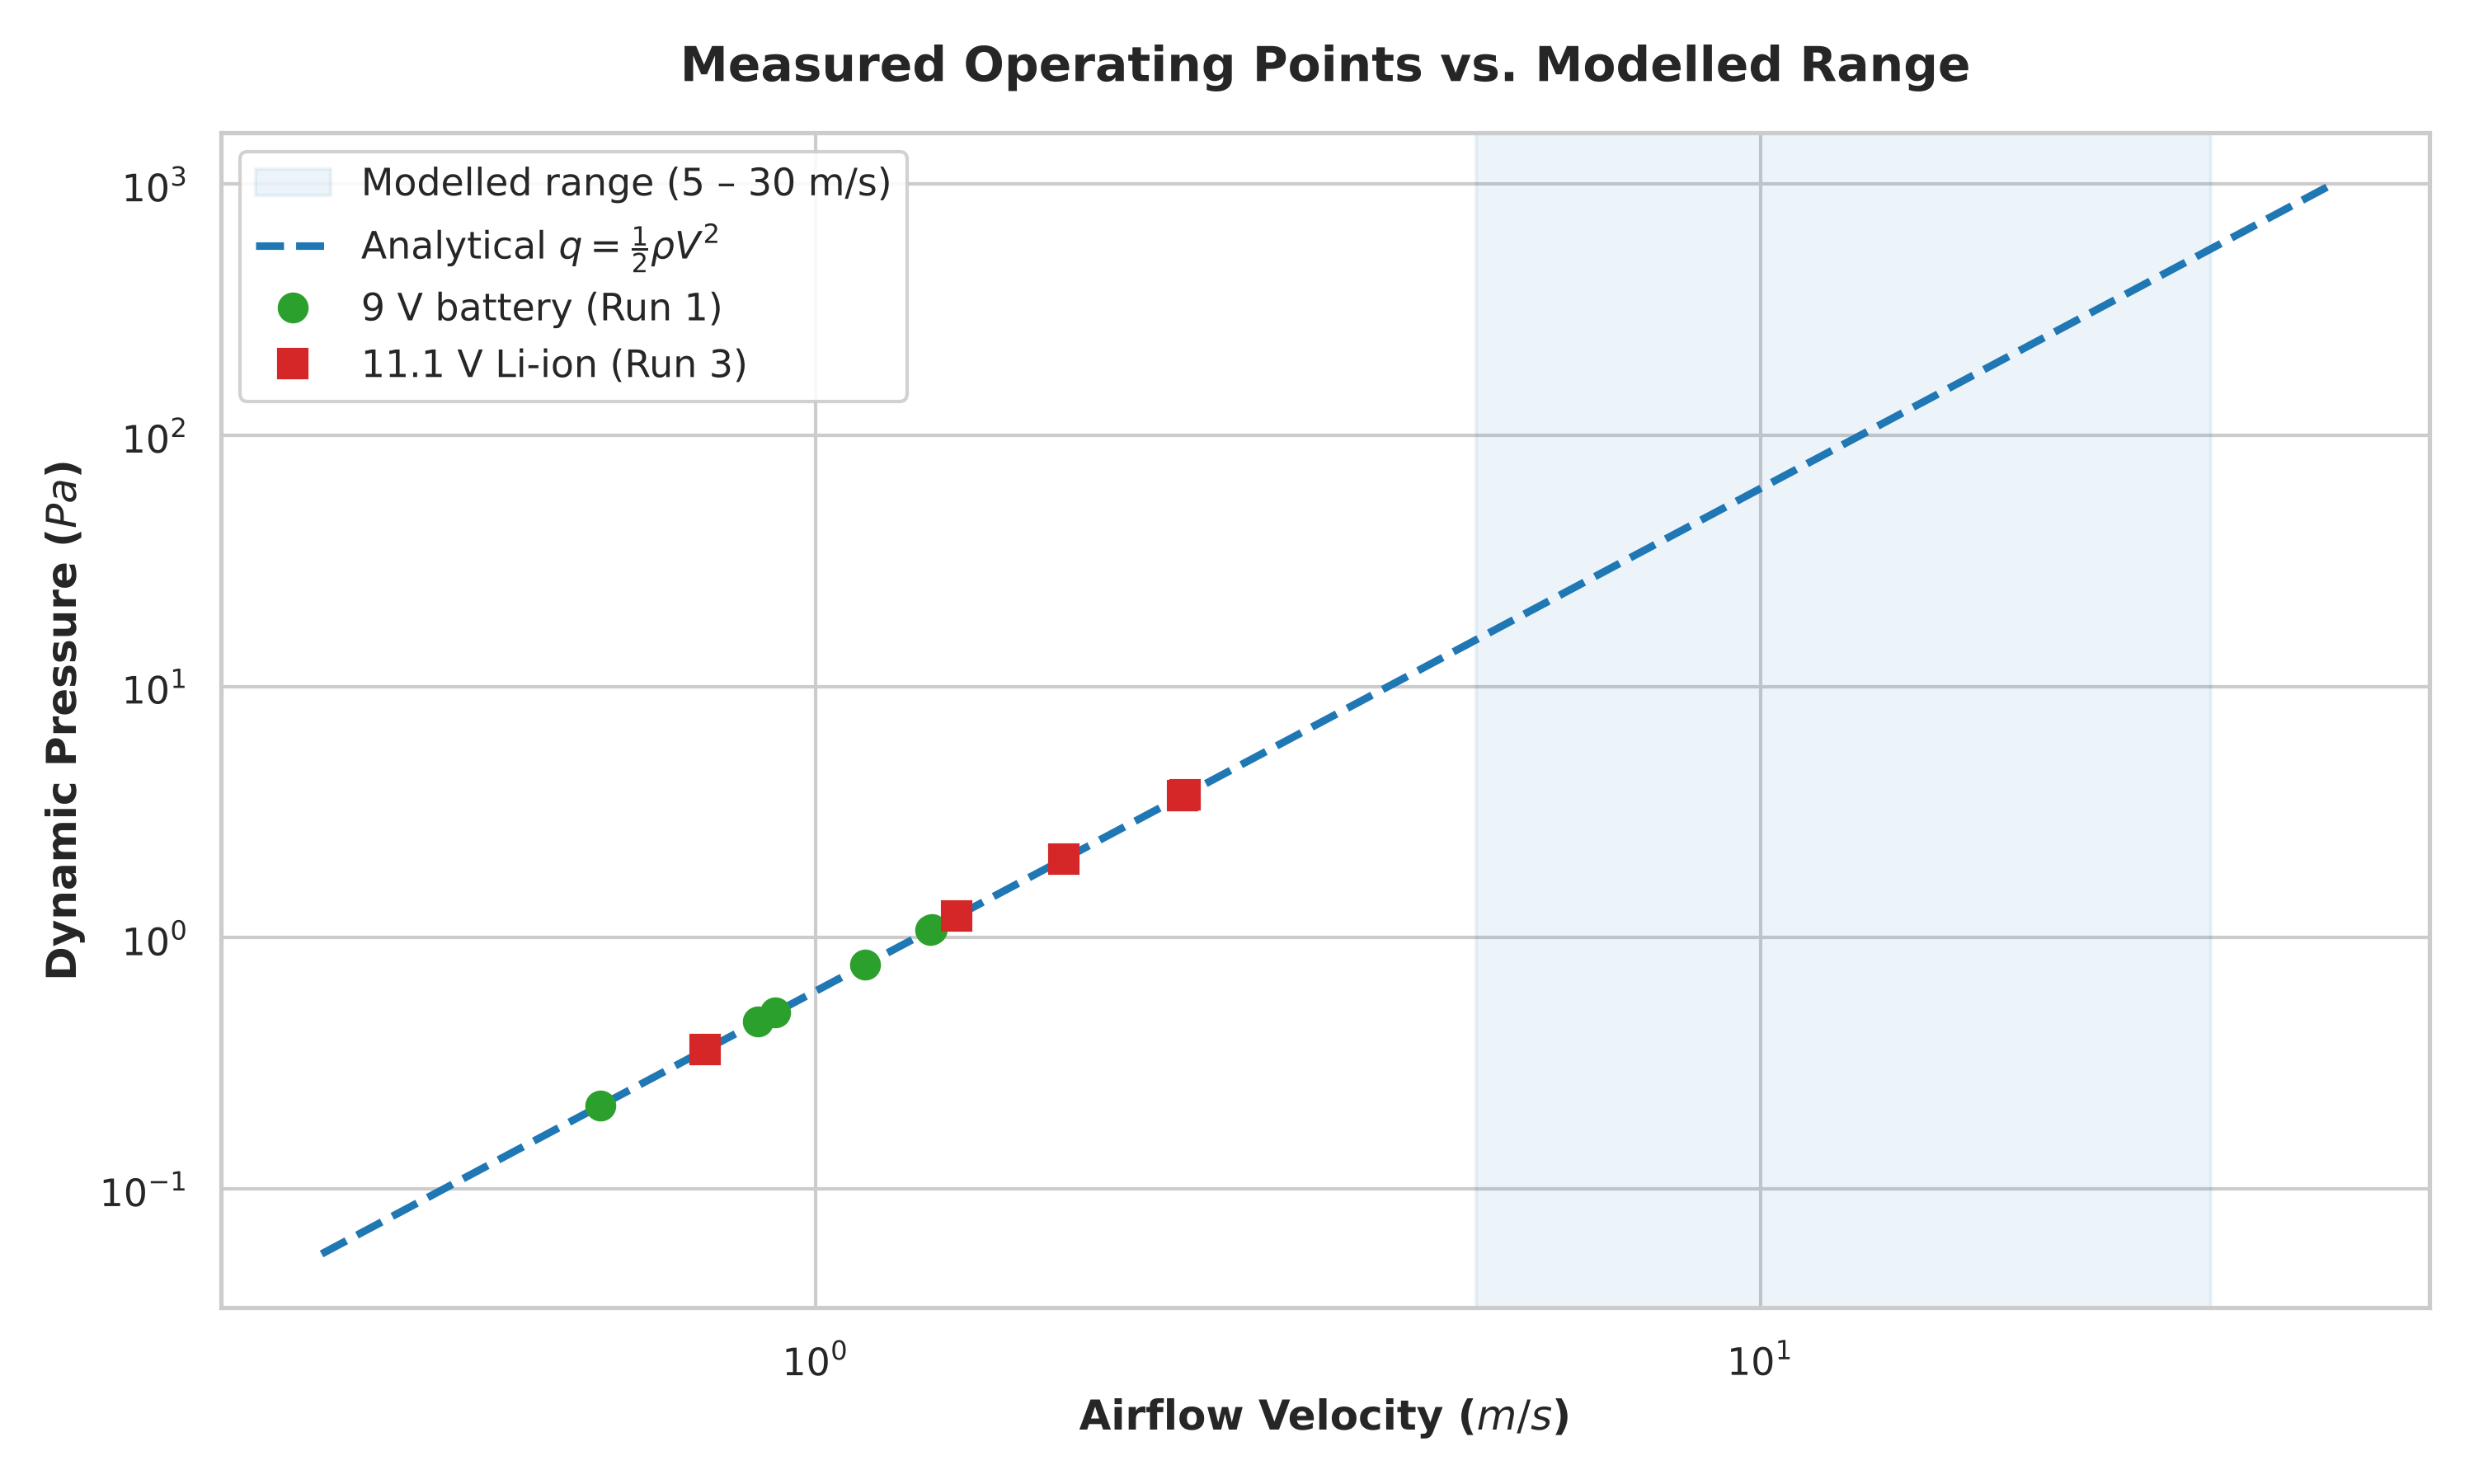 Measured Operating Points vs. Modelled Range
Modelled range (5 – 30 m/s)
Analytical q = ½ρV²
9 V battery (Run 1)
11.1 V Li-ion (Run 3)
Dynamic Pressure (Pa)
10³
10²
10¹
10⁰
10⁻¹
10⁰ 10¹
Airflow Velocity (m/s)